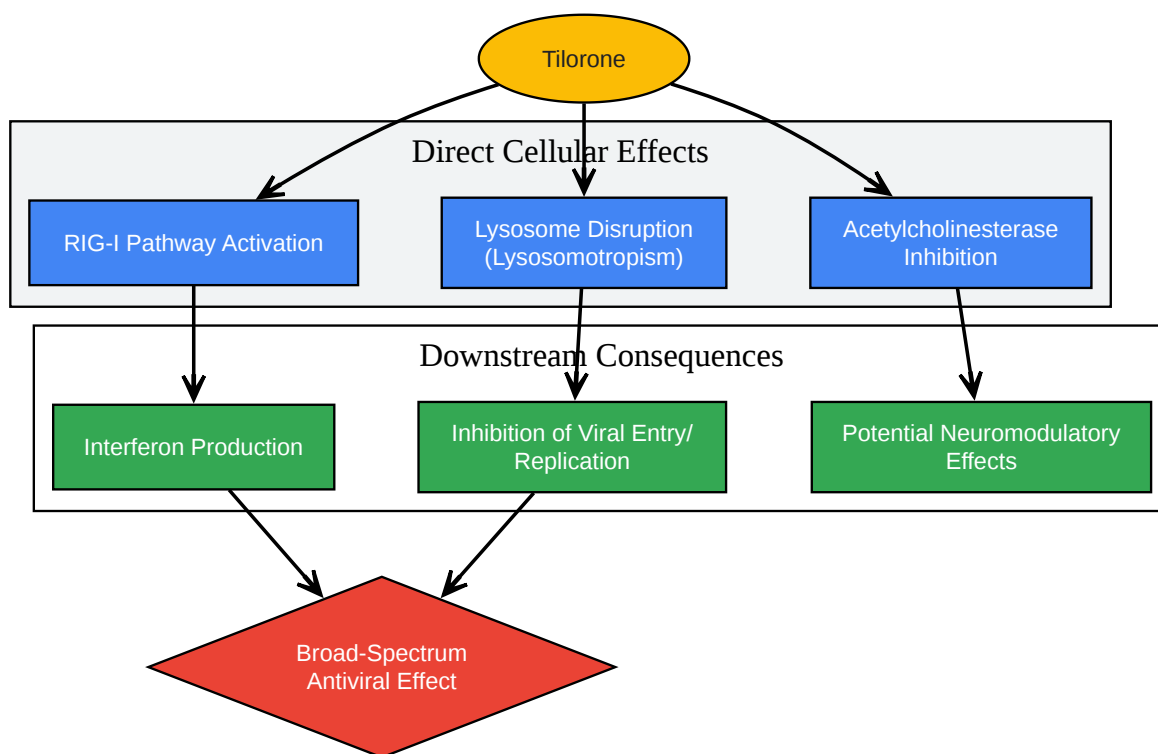 Tilorone
Direct Cellular Effects
RIG-I Pathway Activation
Lysosome Disruption
(Lysosomotropism)
Acetylcholinesterase
Inhibition
Downstream Consequences
Interferon Production
Inhibition of Viral Entry/
Replication
Potential Neuromodulatory
Effects
Broad-Spectrum
Antiviral Effect